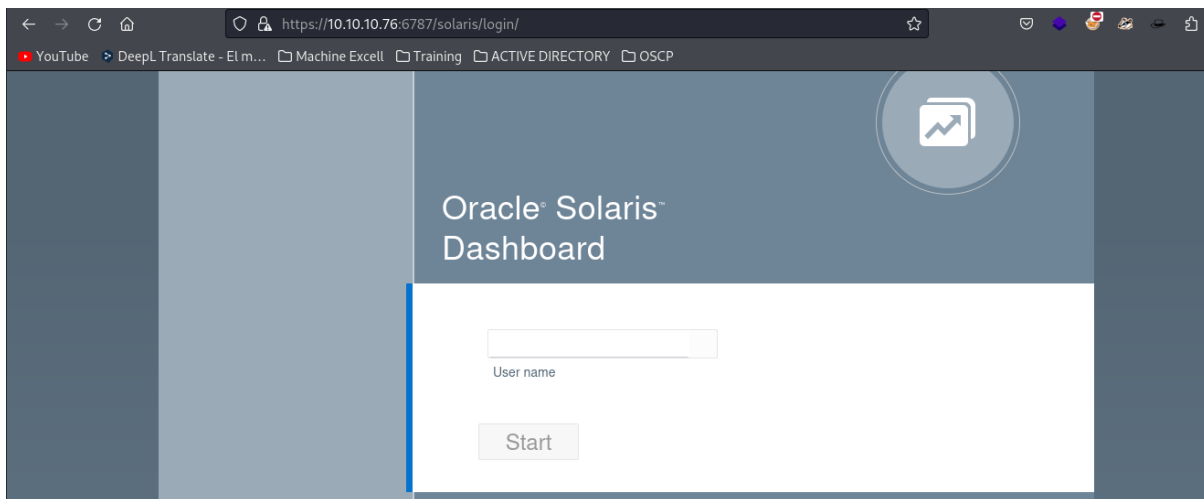 https://10.10.10.76:6787/solaris/login/
YouTube DeepL Translate - El m... Machine Excell Training ACTIVE DIRECTORY OSCP
Oracle® Solaris™
Dashboard
User name
Start